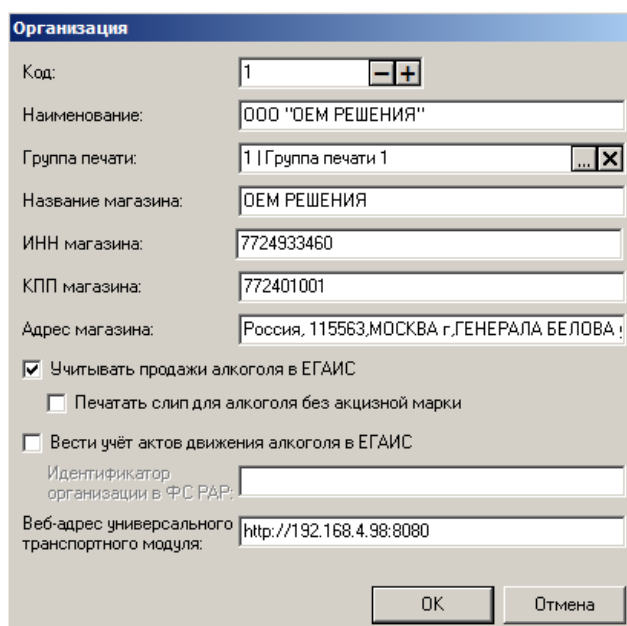 Организация
Код: 1
Наименование: ООО "ОЕМ РЕШЕНИЯ"
Группа печати: 1 | Группа печати 1 ...
Название магазина: ОЕМ РЕШЕНИЯ
ИНН магазина: 7724933460
КПП магазина: 772401001
Адрес магазина: Россия, 115563,МОСКВА г,ГЕНЕРАЛА БЕЛОВА
Учитывать продажи алкоголя в ЕГАИС
Печатать слип для алкоголя без акцизной марки
Вести учёт актов движения алкоголя в ЕГАИС
Идентификатор
организации в ФС РАР:
Веб-адрес универсального
транспортного модуля: http://192.168.4.98:8080
OK Отмена